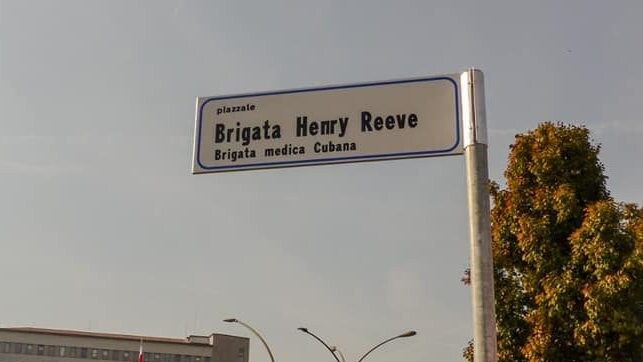 piazzale
Brigata Henry Reeve
Brigata medica Cubana